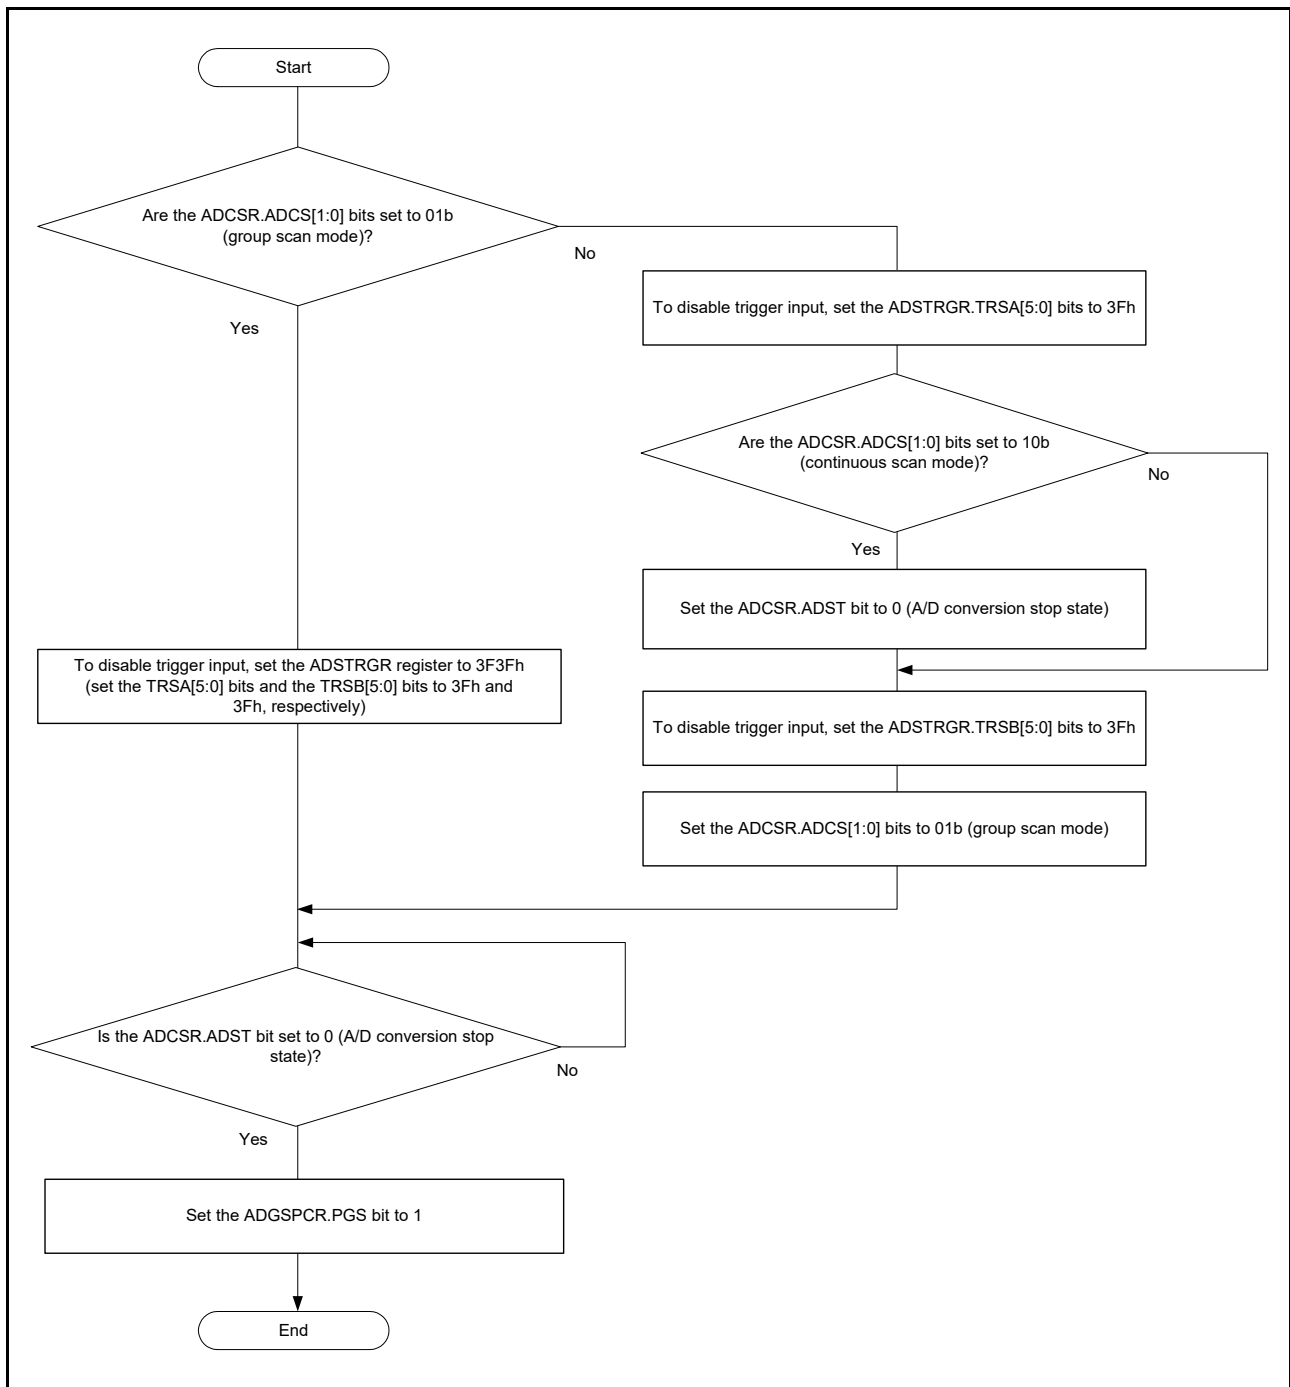 Start
Are the ADCSR.ADCS[1:0] bits set to 01b
(group scan mode)?
No
Yes
To disable trigger input, set the ADSTRGR.TRSA[5:0] bits to 3Fh
Are the ADCSR.ADCS[1:0] bits set to 10b
(continuous scan mode)?
No
Yes
Set the ADCSR.ADST bit to 0 (A/D conversion stop state)
To disable trigger input, set the ADSTRGR register to 3F3Fh
(set the TRSA[5:0] bits and the TRSB[5:0] bits to 3Fh and
3Fh, respectively)
To disable trigger input, set the ADSTRGR.TRSB[5:0] bits to 3Fh
Set the ADCSR.ADCS[1:0] bits to 01b (group scan mode)
Is the ADCSR.ADST bit set to 0 (A/D conversion stop
state)?
No
Yes
Set the ADGSPCR.PGS bit to 1
End